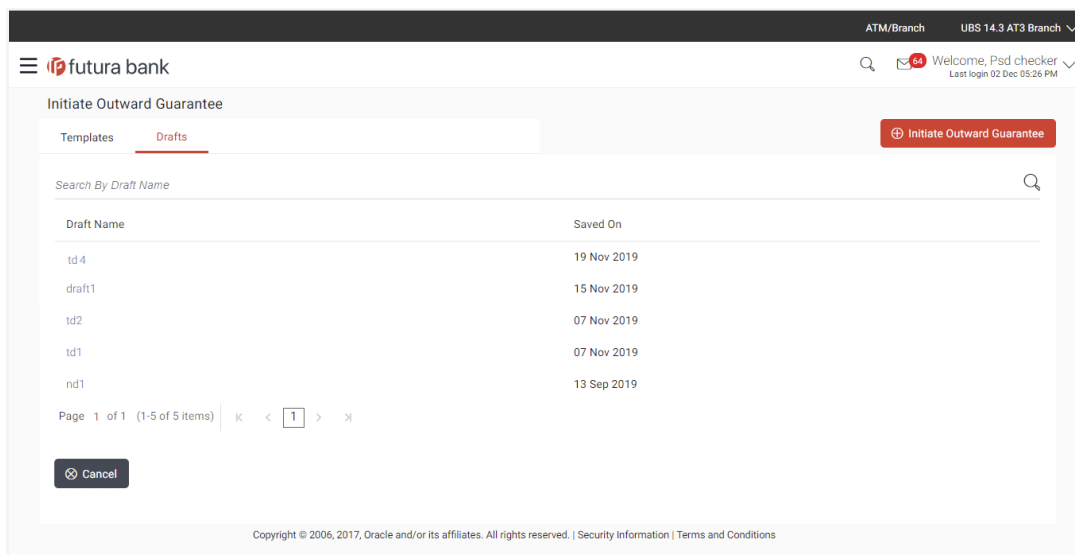 ATM/Branch UBS 14.3 AT3 Branch
futura bank 64 Welcome, Psd checker
Last login 02 Dec 05:26 PM
Initiate Outward Guarantee
Templates Drafts Initiate Outward Guarantee
Search By Draft Name
Draft Name Saved On
td 4 19 Nov 2019
draft1 15 Nov 2019
td2 07 Nov 2019
td1 07 Nov 2019
nd1 13 Sep 2019
Page 1 of 1 (1-5 of 5 items) 1
Cancel
Copyright © 2006, 2017, Oracle and/or its affiliates. All rights reserved. | Security Information | Terms and Conditions